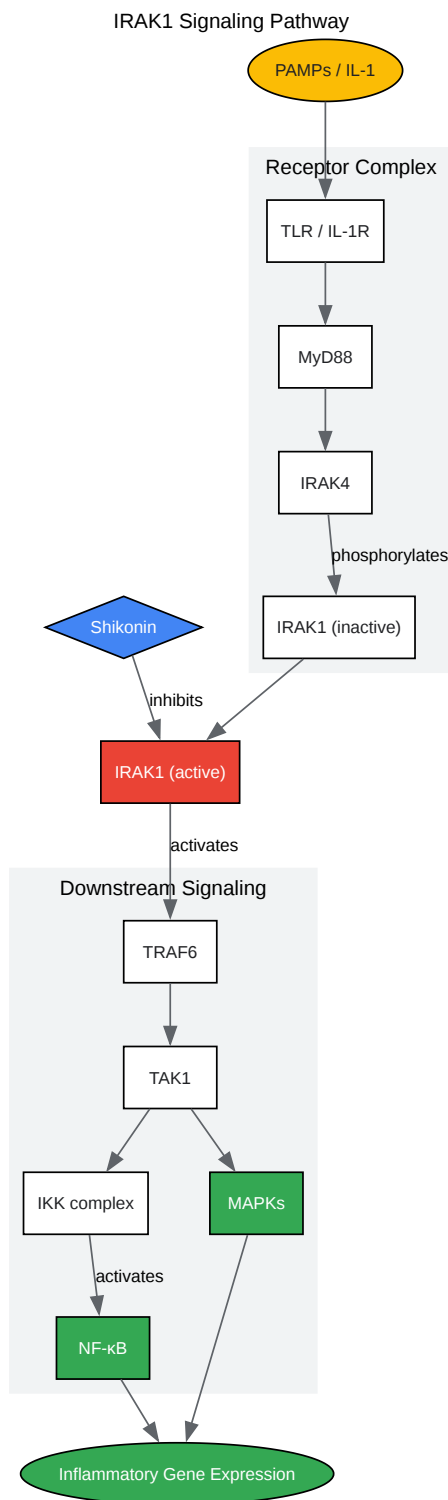 IRAK1 Signaling Pathway
PAMPs / IL-1
Receptor Complex
TLR / IL-1R
MyD88
IRAK4
phosphorylates
Shikonin
IRAK1 (inactive)
inhibits
IRAK1 (active)
activates
Downstream Signaling
TRAF6
TAK1
IKK complex
MAPKs
activates
NF-κB
Inflammatory Gene Expression